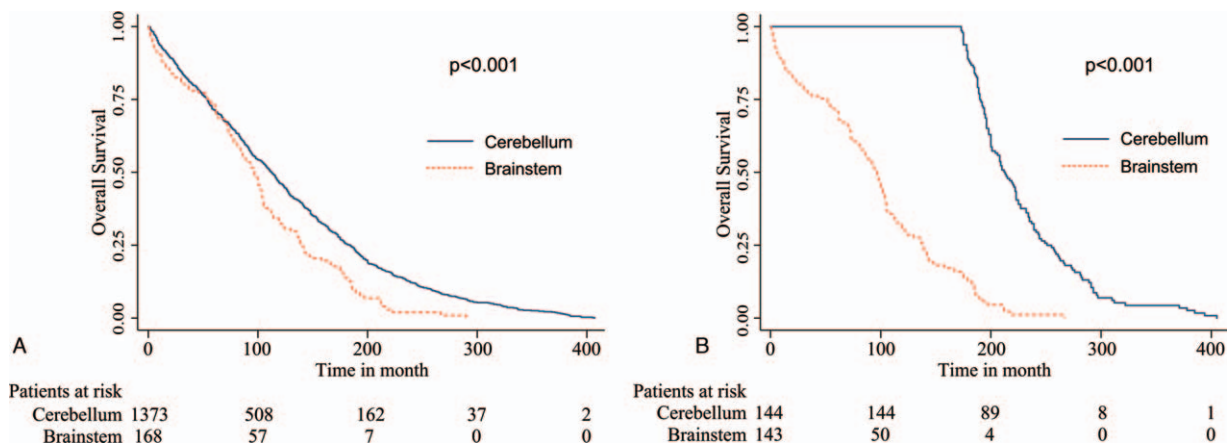 p<0.001
Cerebellum
Brainstem
Overall Survival
1.00
0.75
0.50
0.25
0.00
0 100 200 300 400
Time in month
A
Patients at risk
Cerebellum 1373 508 162 37 2
Brainstem 168 57 7 0 0
p<0.001
Cerebellum
Brainstem
Overall Survival
1.00
0.75
0.50
0.25
0.00
0 100 200 300 400
Time in month
B
Patients at risk
Cerebellum 144 144 89 8 1
Brainstem 143 50 4 0 0